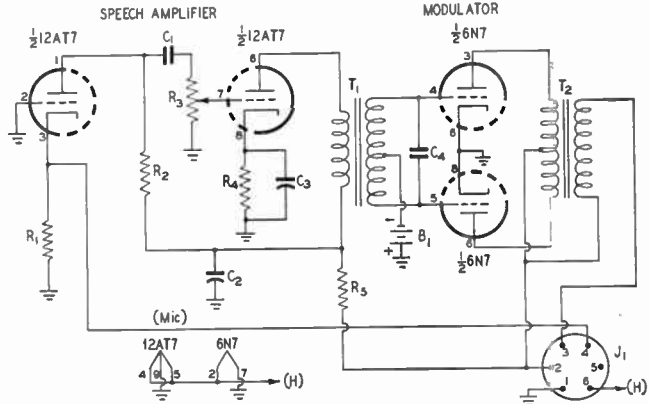 SPEECH AMPLIFIER
MODULATOR
½12AT7
½12AT7
½6N7
1
C1
6
3
2
R3
7
T1
4
T2
3
8
6
R2
R4
C3
C4
8
5
R1
B1
-
+
6
½6N7
C2
R5
(Mic)
J1
12AT7
6N7
3
4
4
9
5
2
7
(H)
2
5
1
6
(H)